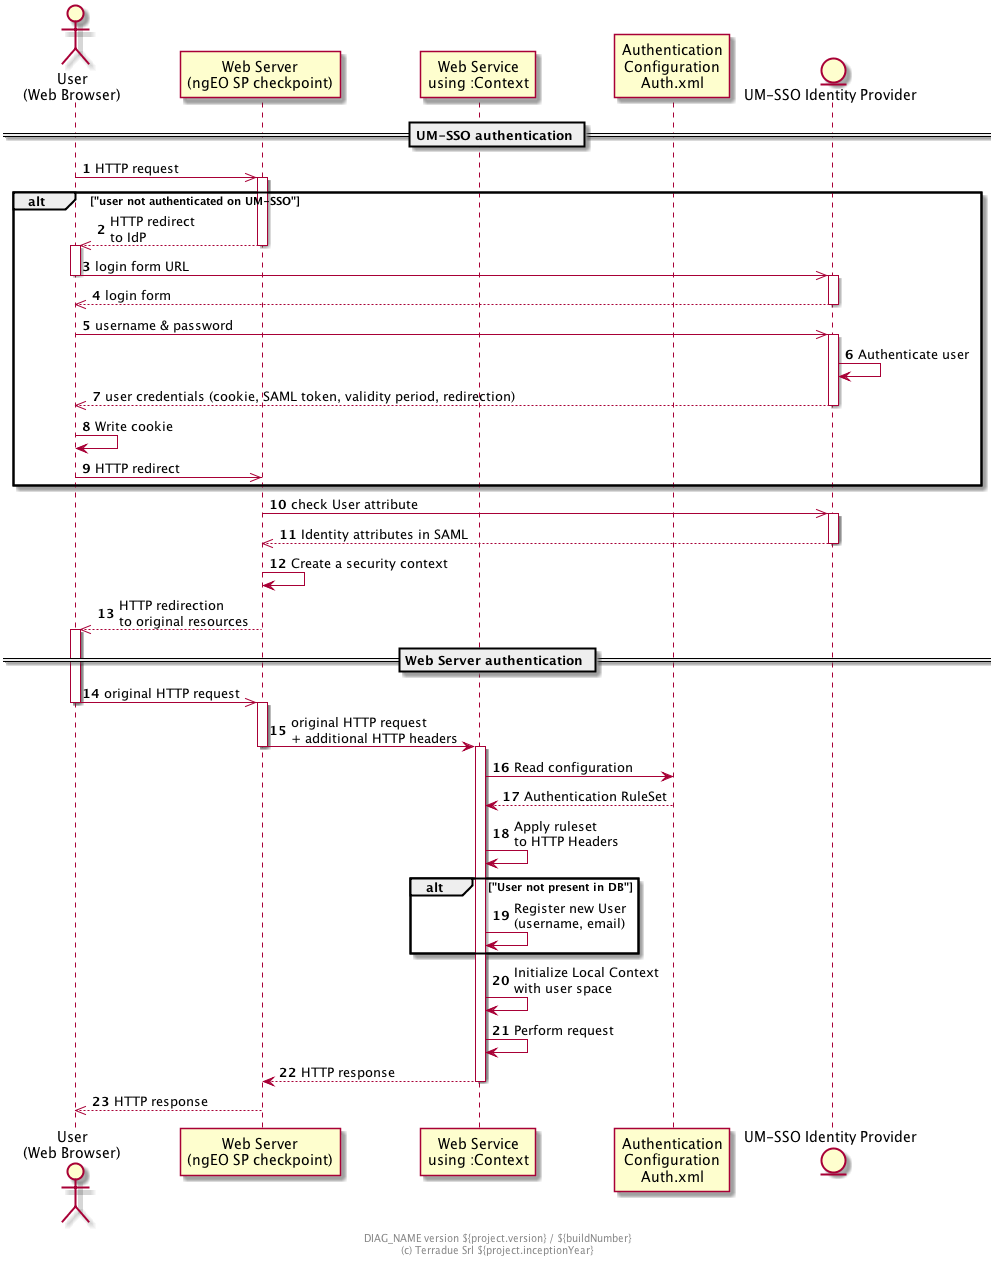 User
(Web Browser)
Web Server
(ngEO SP checkpoint)
Web Service
using :Context
Authentication
Configuration
Auth.xml
UM-SSO Identity Provider
UM-SSO authentication
1 HTTP request
alt ["user not authenticated on UM-SSO"]
2 HTTP redirect
to IdP
3 login form URL
4 login form
5 username & password
6 Authenticate user
7 user credentials (cookie, SAML token, validity period, redirection)
8 Write cookie
9 HTTP redirect
10 check User attribute
11 Identity attributes in SAML
12 Create a security context
13 HTTP redirection
to original resources
Web Server authentication
14 original HTTP request
15 original HTTP request
+ additional HTTP headers
16 Read configuration
17 Authentication RuleSet
18 Apply ruleset
to HTTP Headers
alt ["User not present in DB"]
19 Register new User
(username, email)
20 Initialize Local Context
with user space
21 Perform request
22 HTTP response
23 HTTP response
User
(Web Browser)
Web Server
(ngEO SP checkpoint)
Web Service
using :Context
Authentication
Configuration
Auth.xml
UM-SSO Identity Provider
DIAG_NAME version ${project.version} / ${buildNumber}
(c) Terradue Srl ${project.inceptionYear}